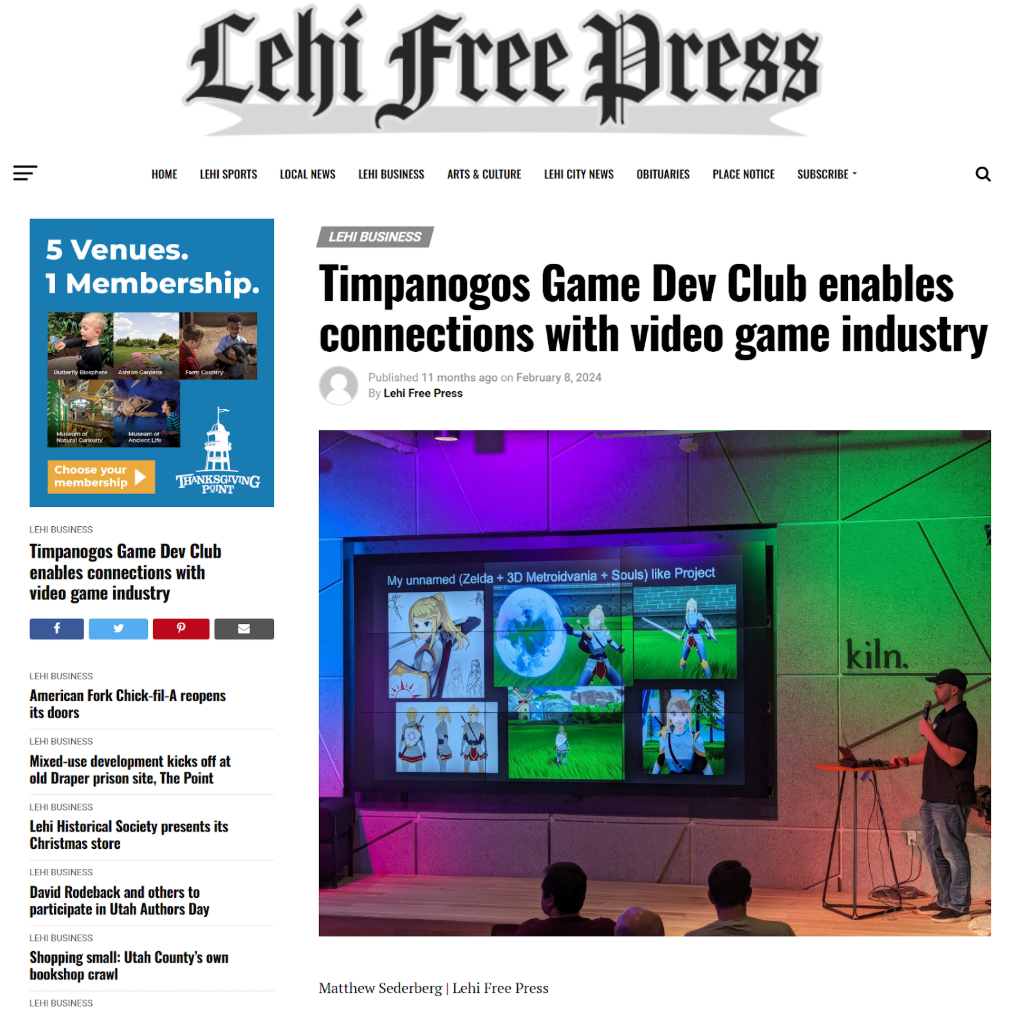 Lehi Free Press
HOME LEHI SPORTS LOCAL NEWS LEHI BUSINESS ARTS & CULTURE LEHI CITY NEWS OBITUARIES PLACE NOTICE SUBSCRIBE
5 Venues.
1 Membership.
Butterfly Biosphere
Ashton Gardens
Farm Country
Museum of
Natural Curiosity
Museum of
Ancient Life
Choose your
membership
THANKSGIVING
POINT
LEHI BUSINESS
Timpanogos Game Dev Club
enables connections with
video game industry
LEHI BUSINESS
American Fork Chick-fil-A reopens
its doors
LEHI BUSINESS
Mixed-use development kicks off at
old Draper prison site, The Point
LEHI BUSINESS
Lehi Historical Society presents its
Christmas store
LEHI BUSINESS
David Rodeback and others to
participate in Utah Authors Day
LEHI BUSINESS
Shopping small: Utah County's own
bookshop crawl
LEHI BUSINESS
LEHI BUSINESS
Timpanogos Game Dev Club enables
connections with video game industry
Published 11 months ago on February 8, 2024
By Lehi Free Press
My unnamed (Zelda + 3D Metroidvania + Souls) like Project
kiln.
Matthew Sederberg | Lehi Free Press